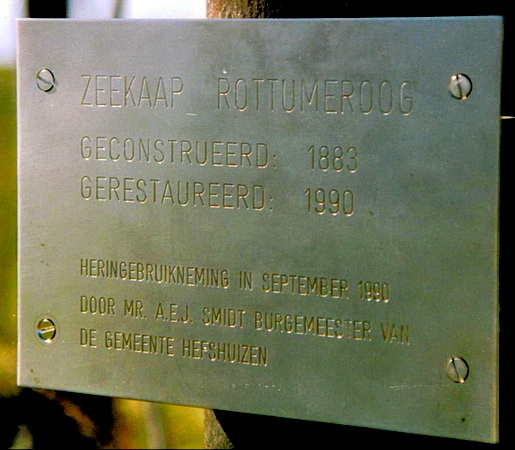 ZEEKAAP ROTTUMEROOG
GECONSTRUEERD: 1883
GERESTAUREERD: 1990
HERINGEBRUIKNEMING IN SEPTEMBER 1990
DOOR MR. A.E.J. SMIDT BURGEMEESTER VAN
DE GEMEENTE HEFSHUIZEN